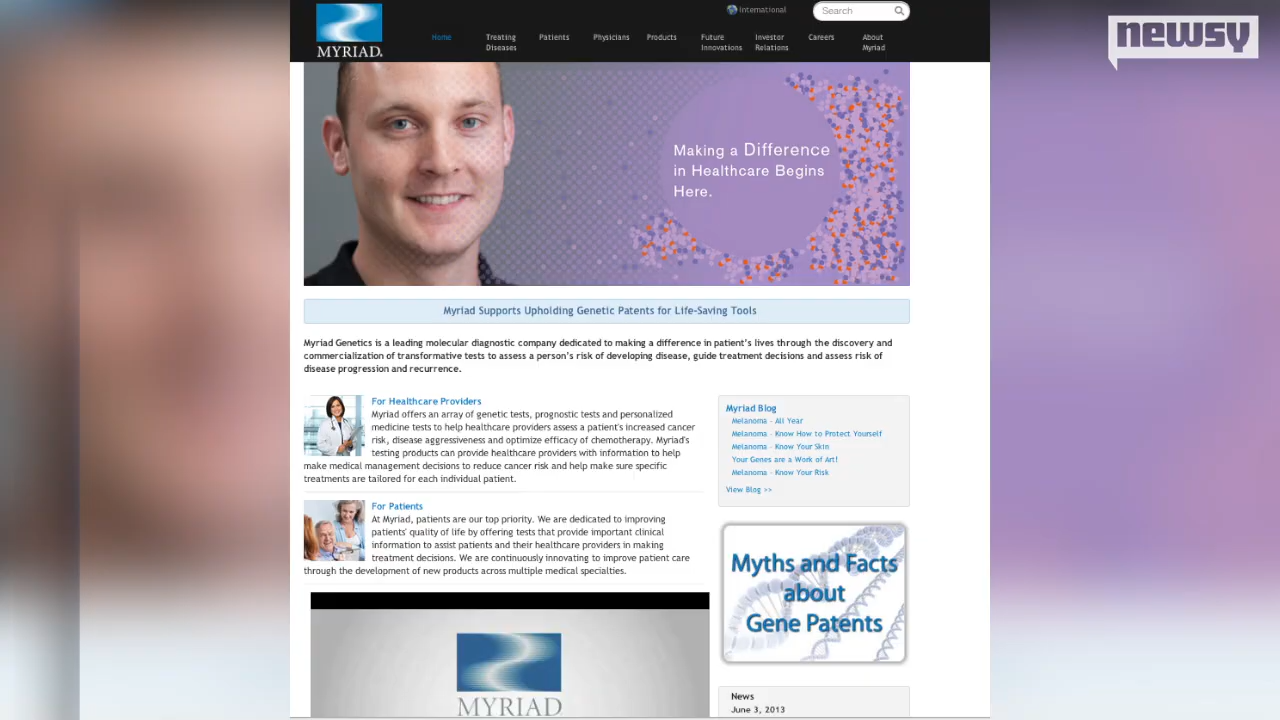 newsy
International
Search
MYRIAD.
Home
Treating
Diseases
Patients
Physicians
Products
Future
Innovations
Investor
Relations
Careers
About
Myriad
Making a Difference
in Healthcare Begins
Here.
Myriad Supports Upholding Genetic Patents for Life-Saving Tools
Myriad Genetics is a leading molecular diagnostic company dedicated to making a difference in patient's lives through the discovery and
commercialization of transformative tests to assess a person's risk of developing disease, guide treatment decisions and assess risk of
disease progression and recurrence.
For Healthcare Providers
Myriad offers an array of genetic tests, prognostic tests and personalized
medicine tests to help healthcare providers assess a patient's increased cancer
risk, disease aggressiveness and optimize efficacy of chemotherapy. Myriad's
testing products can provide healthcare providers with information to help
make medical management decisions to reduce cancer risk and help make sure specific
treatments are tailored for each individual patient.
For Patients
At Myriad, patients are our top priority. We are dedicated to improving
patients' quality of life by offering tests that provide important clinical
information to assist patients and their healthcare providers in making
treatment decisions. We are continuously innovating to improve patient care
through the development of new products across multiple medical specialties.
MYRIAD
Myriad Blog
Melanoma - All Year
Melanoma - Know How to Protect Yourself
Melanoma - Know Your Skin
Your Genes are a Work of Art!
Melanoma - Know Your Risk
View Blog >>
Myths and Facts
about
Gene Patents
News
June 3, 2013